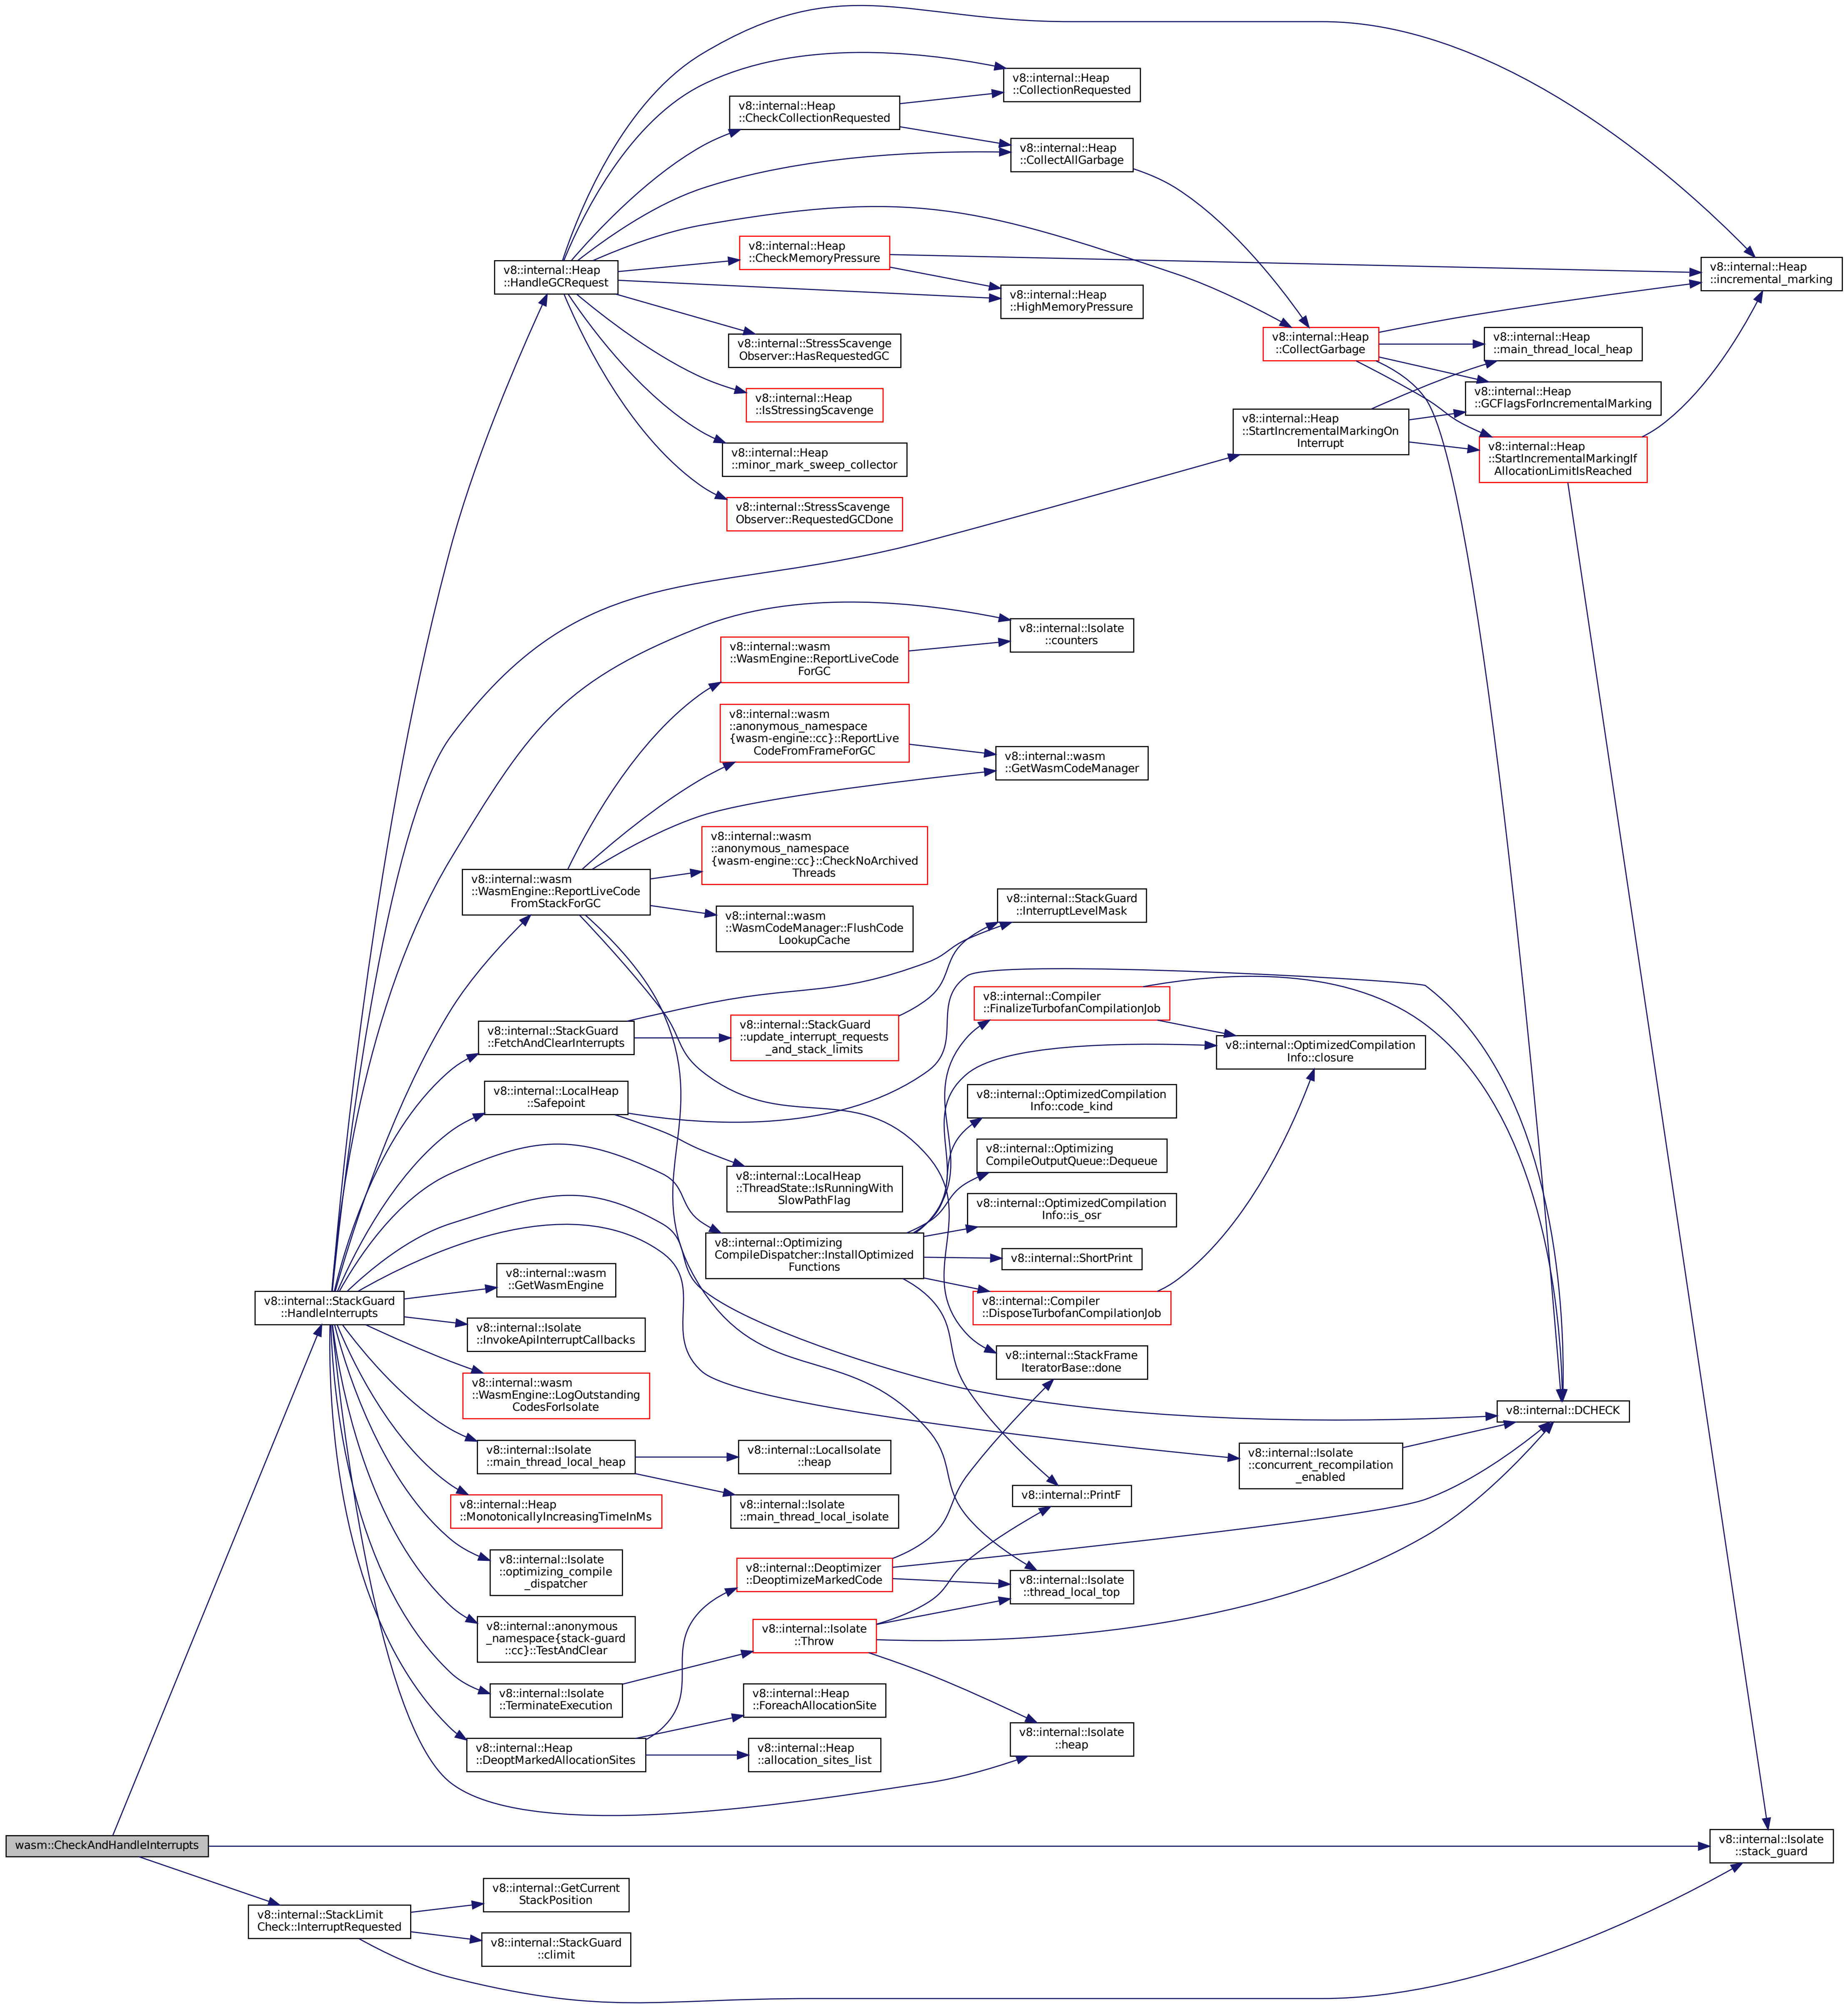 v8::internal::Heap
::CollectionRequested
v8::internal::Heap
::CheckCollectionRequested
v8::internal::Heap
::CollectAllGarbage
v8::internal::Heap
::CheckMemoryPressure
v8::internal::Heap
::HandleGCRequest
v8::internal::Heap
::incremental_marking
v8::internal::Heap
::HighMemoryPressure
v8::internal::StressScavenge
Observer::HasRequestedGC
v8::internal::Heap
::CollectGarbage
v8::internal::Heap
::main_thread_local_heap
v8::internal::Heap
::IsStressingScavenge
v8::internal::Heap
::GCFlagsForIncrementalMarking
v8::internal::Heap
::StartIncrementalMarkingOn
Interrupt
v8::internal::Heap
::minor_mark_sweep_collector
v8::internal::Heap
::StartIncrementalMarkingIf
AllocationLimitIsReached
v8::internal::StressScavenge
Observer::RequestedGCDone
v8::internal::Isolate
::counters
v8::internal::wasm
::WasmEngine::ReportLiveCode
ForGC
v8::internal::wasm
::anonymous_namespace
{wasm-engine::cc}::ReportLive
CodeFromFrameForGC
v8::internal::wasm
::GetWasmCodeManager
v8::internal::wasm
::anonymous_namespace
{wasm-engine::cc}::CheckNoArchived
Threads
v8::internal::wasm
::WasmEngine::ReportLiveCode
FromStackForGC
v8::internal::StackGuard
::InterruptLevelMask
v8::internal::wasm
::WasmCodeManager::FlushCode
LookupCache
v8::internal::Compiler
::FinalizeTurbofanCompilationJob
v8::internal::StackGuard
::FetchAndClearInterrupts
v8::internal::StackGuard
::update_interrupt_requests
_and_stack_limits
v8::internal::OptimizedCompilation
Info::closure
v8::internal::LocalHeap
::Safepoint
v8::internal::OptimizedCompilation
Info::code_kind
v8::internal::Optimizing
CompileOutputQueue::Dequeue
v8::internal::LocalHeap
::ThreadState::IsRunningWith
SlowPathFlag
v8::internal::OptimizedCompilation
Info::is_osr
v8::internal::Optimizing
CompileDispatcher::InstallOptimized
Functions
v8::internal::ShortPrint
v8::internal::wasm
::GetWasmEngine
v8::internal::StackGuard
::HandleInterrupts
v8::internal::Compiler
::DisposeTurbofanCompilationJob
v8::internal::Isolate
::InvokeApiInterruptCallbacks
v8::internal::StackFrame
IteratorBase::done
v8::internal::wasm
::WasmEngine::LogOutstanding
CodesForIsolate
v8::internal::DCHECK
v8::internal::Isolate
::main_thread_local_heap
v8::internal::LocalIsolate
::heap
v8::internal::Isolate
::concurrent_recompilation
_enabled
v8::internal::Heap
::MonotonicallyIncreasingTimeInMs
v8::internal::Isolate
::main_thread_local_isolate
v8::internal::PrintF
v8::internal::Isolate
::optimizing_compile
_dispatcher
v8::internal::Deoptimizer
::DeoptimizeMarkedCode
v8::internal::Isolate
::thread_local_top
v8::internal::anonymous
_namespace{stack-guard
::cc}::TestAndClear
v8::internal::Isolate
::Throw
v8::internal::Isolate
::TerminateExecution
v8::internal::Heap
::ForeachAllocationSite
v8::internal::Heap
::DeoptMarkedAllocationSites
v8::internal::Heap
::allocation_sites_list
v8::internal::Isolate
::heap
wasm::CheckAndHandleInterrupts
v8::internal::Isolate
::stack_guard
v8::internal::GetCurrent
StackPosition
v8::internal::StackLimit
Check::InterruptRequested
v8::internal::StackGuard
::climit